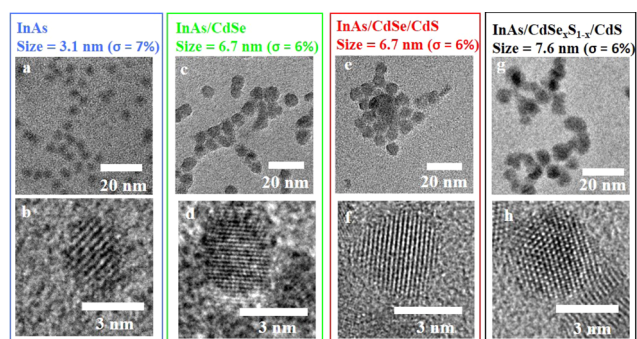 InAs
Size = 3.1 nm (σ = 7%)
InAs/CdSe
Size = 6.7 nm (σ = 6%)
InAs/CdSe/CdS
Size = 6.7 nm (σ = 6%)
InAs/CdSeₓS₁₋ₓ/CdS
Size = 7.6 nm (σ = 6%)
a
20 nm
c
20 nm
e
20 nm
g
20 nm
b
3 nm
d
3 nm
f
3 nm
h
3 nm